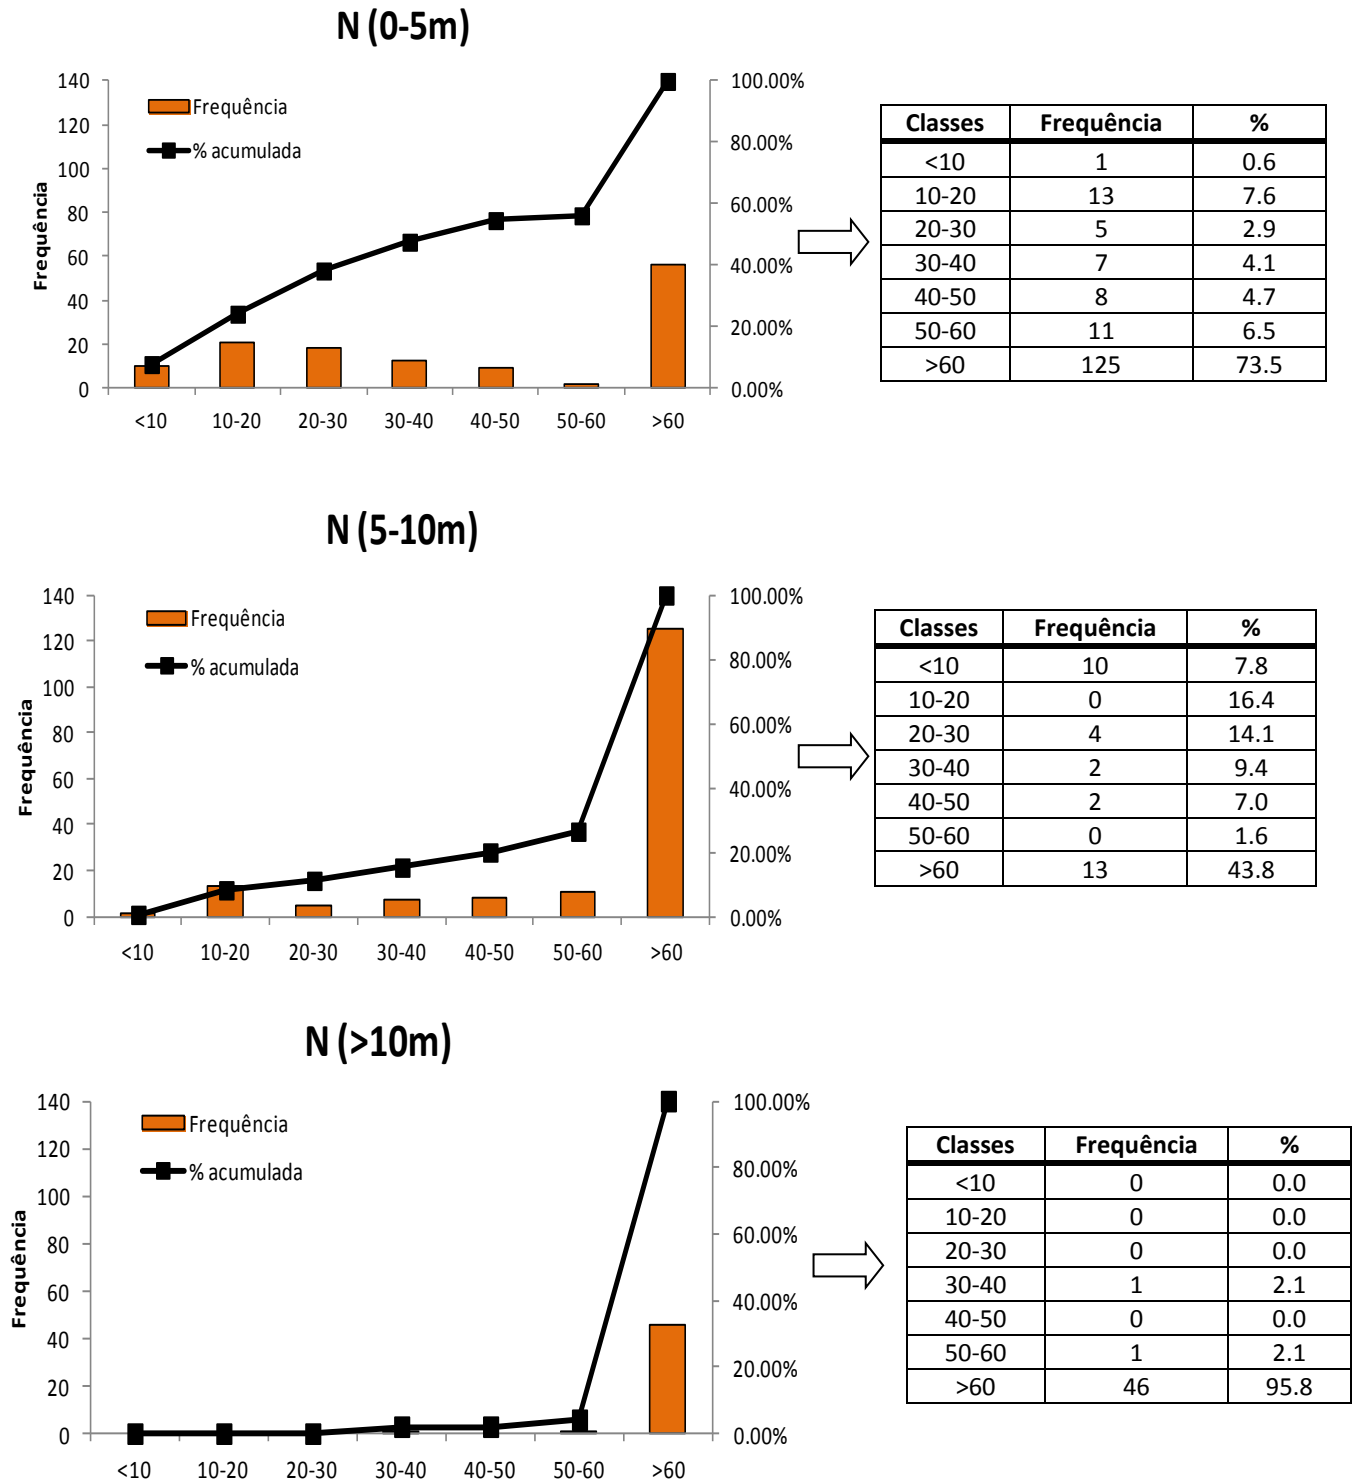 N (0-5m)
140
120
100
80
60
40
20
0
Frequência
Frequência
% acumulada
100.00%
80.00%
60.00%
40.00%
20.00%
0.00%
<10 10-20 20-30 30-40 40-50 50-60 >60
Classes Frequência %
<10 1 0.6
10-20 13 7.6
20-30 5 2.9
30-40 7 4.1
40-50 8 4.7
50-60 11 6.5
>60 125 73.5
N (5-10m)
140
120
100
80
60
40
20
0
Frequência
Frequência
% acumulada
100.00%
80.00%
60.00%
40.00%
20.00%
0.00%
<10 10-20 20-30 30-40 40-50 50-60 >60
Classes Frequência %
<10 10 7.8
10-20 0 16.4
20-30 4 14.1
30-40 2 9.4
40-50 2 7.0
50-60 0 1.6
>60 13 43.8
N (>10m)
140
120
100
80
60
40
20
0
Frequência
Frequência
% acumulada
100.00%
80.00%
60.00%
40.00%
20.00%
0.00%
<10 10-20 20-30 30-40 40-50 50-60 >60
Classes Frequência %
<10 0 0.0
10-20 0 0.0
20-30 0 0.0
30-40 1 2.1
40-50 0 0.0
50-60 1 2.1
>60 46 95.8